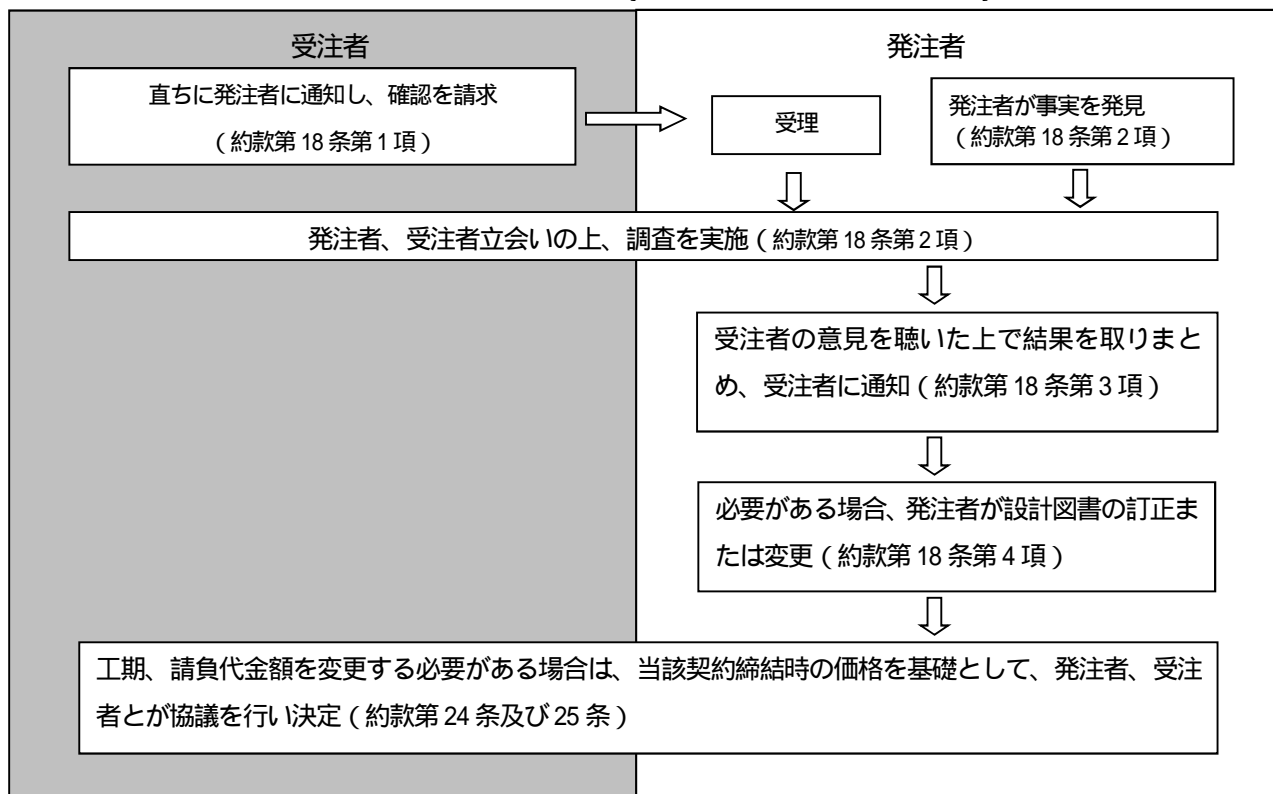 受注者
発注者
直ちに発注者に通知し、確認を請求
（約款第18条第1項）
受理
発注者が事実を発見
（約款第18条第2項）
発注者、受注者立会いの上、調査を実施（約款第18条第2項）
受注者の意見を聴いた上で結果を取りまと
め、受注者に通知（約款第18条第3項）
必要がある場合、発注者が設計図書の訂正ま
たは変更（約款第18条第4項）
工期、請負代金額を変更する必要がある場合は、当該契約締結時の価格を基礎として、発注者、受注
者とが協議を行い決定（約款第24条及び25条）